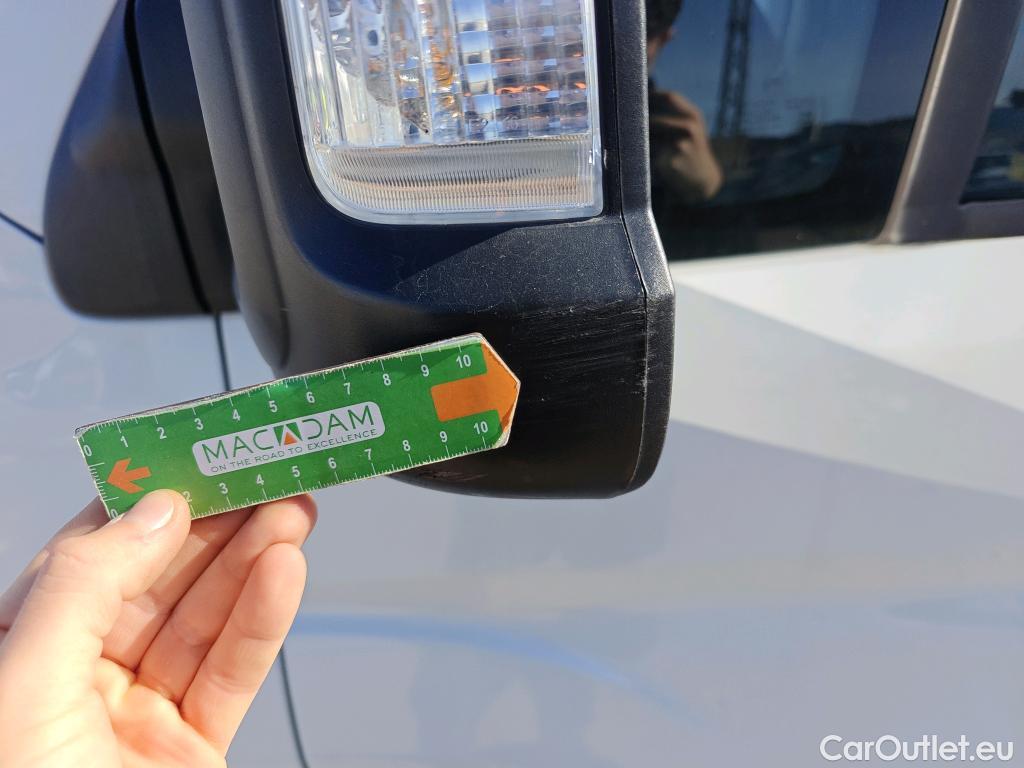 0 1 2 3 4 5 6 7 8 9 10
MACADAM
ON THE ROAD TO EXCELLENCE
0 2 3 4 5 6 7 8 9 10
CarOutlet.eu